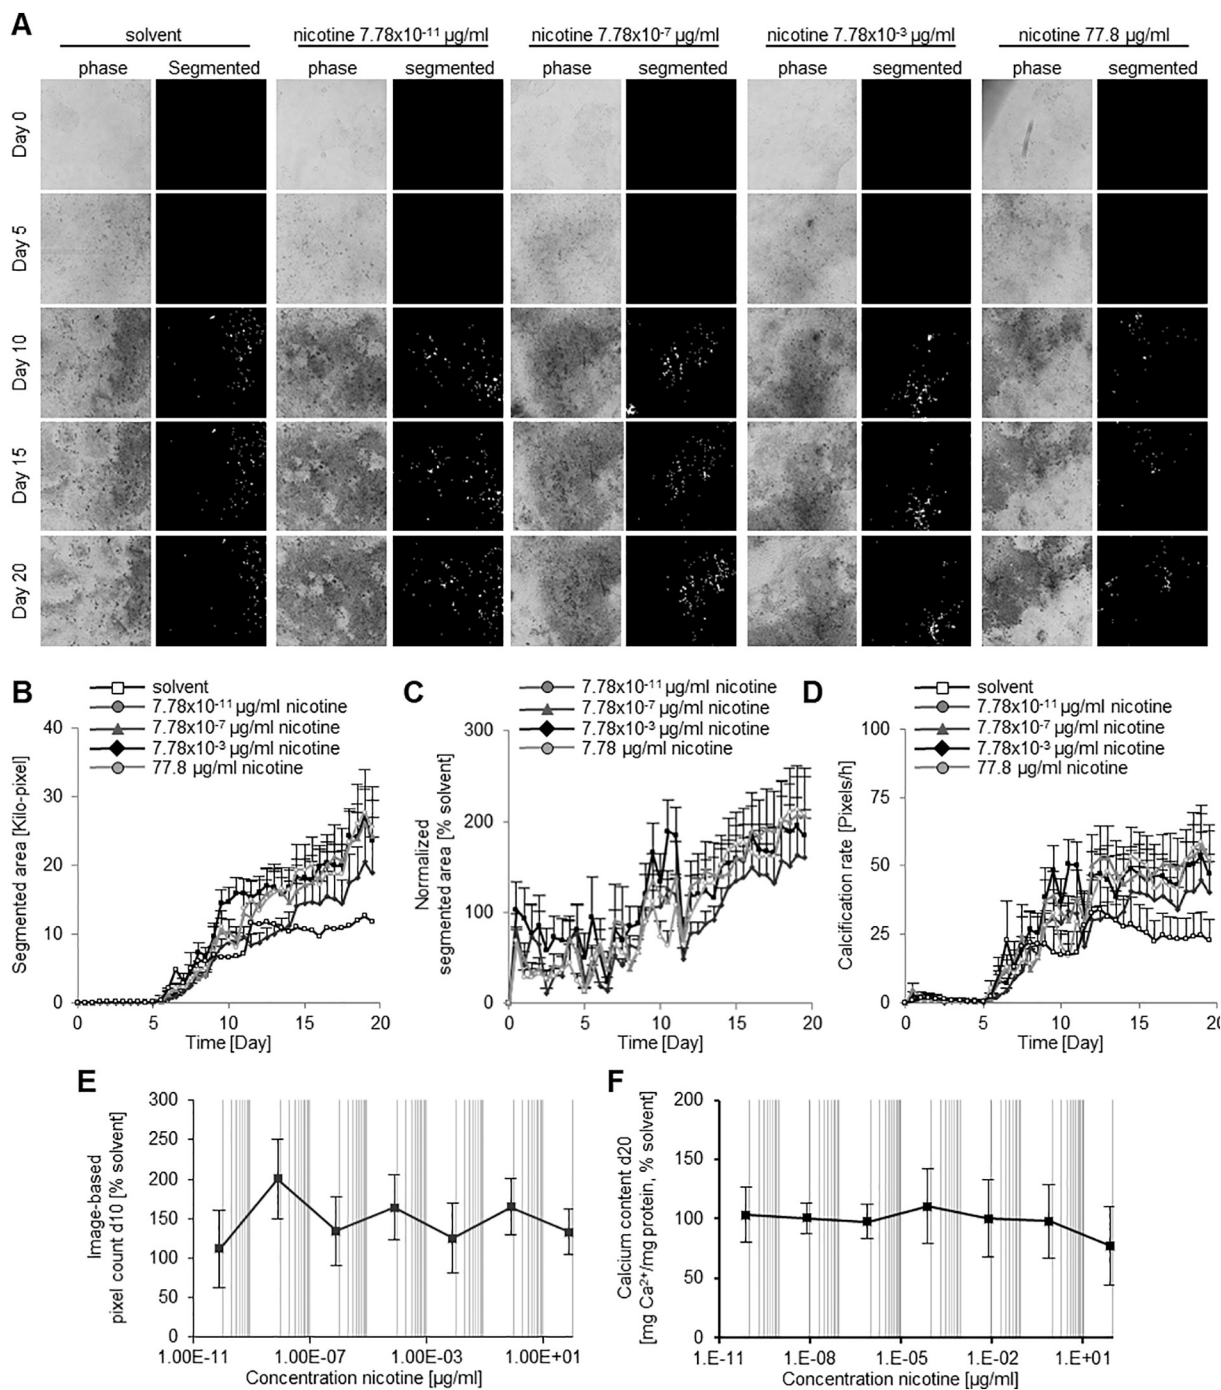 A
solvent
nicotine 7.78x10⁻¹¹ µg/ml
nicotine 7.78x10⁻⁷ µg/ml
nicotine 7.78x10⁻³ µg/ml
nicotine 77.8 µg/ml
phase Segmented phase segmented phase segmented phase segmented phase segmented
Day 0
Day 5
Day 10
Day 15
Day 20
B
solvent
7.78x10⁻¹¹ µg/ml nicotine
7.78x10⁻⁷ µg/ml nicotine
7.78x10⁻³ µg/ml nicotine
77.8 µg/ml nicotine
Segmented area [Kilo-pixel]
40
30
20
10
0
0 5 10 15 20
Time [Day]
C
7.78x10⁻¹¹ µg/ml nicotine
7.78x10⁻⁷ µg/ml nicotine
7.78x10⁻³ µg/ml nicotine
7.78 µg/ml nicotine
Normalized
segmented area [% solvent]
300
200
100
0
0 5 10 15 20
Time [Day]
D
solvent
7.78x10⁻¹¹ µg/ml nicotine
7.78x10⁻⁷ µg/ml nicotine
7.78x10⁻³ µg/ml nicotine
77.8 µg/ml nicotine
Calcification rate [Pixels/h]
100
75
50
25
0
0 5 10 15 20
Time [Day]
E
Image-based
pixel count d10 [% solvent]
300
250
200
150
100
50
0
1.00E-11 1.00E-07 1.00E-03 1.00E+01
Concentration nicotine [µg/ml]
F
Calcium content d20
[mg Ca²⁺/mg protein, % solvent]
200
150
100
50
0
1.E-11 1.E-08 1.E-05 1.E-02 1.E+01
Concentration nicotine [µg/ml]